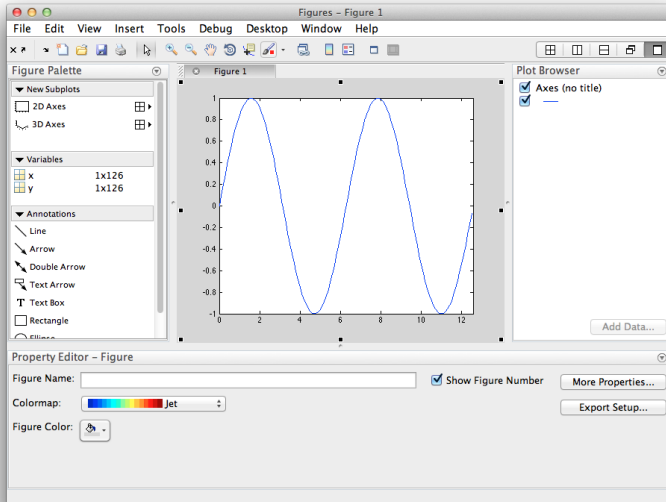 Figures - Figure 1
File Edit View Insert Tools Debug Desktop Window Help
Figure Palette
New Subplots
2D Axes
3D Axes
Variables
x 1x126
y 1x126
Annotations
Line
Arrow
Double Arrow
Text Arrow
T Text Box
Rectangle
Ellipse
Figure 1
1
0.8
0.6
0.4
0.2
0
-0.2
-0.4
-0.6
-0.8
-1
0 2 4 6 8 10 12
Plot Browser
Axes (no title)
Add Data...
Property Editor - Figure
Figure Name:
Show Figure Number
More Properties...
Colormap: Jet
Export Setup...
Figure Color: